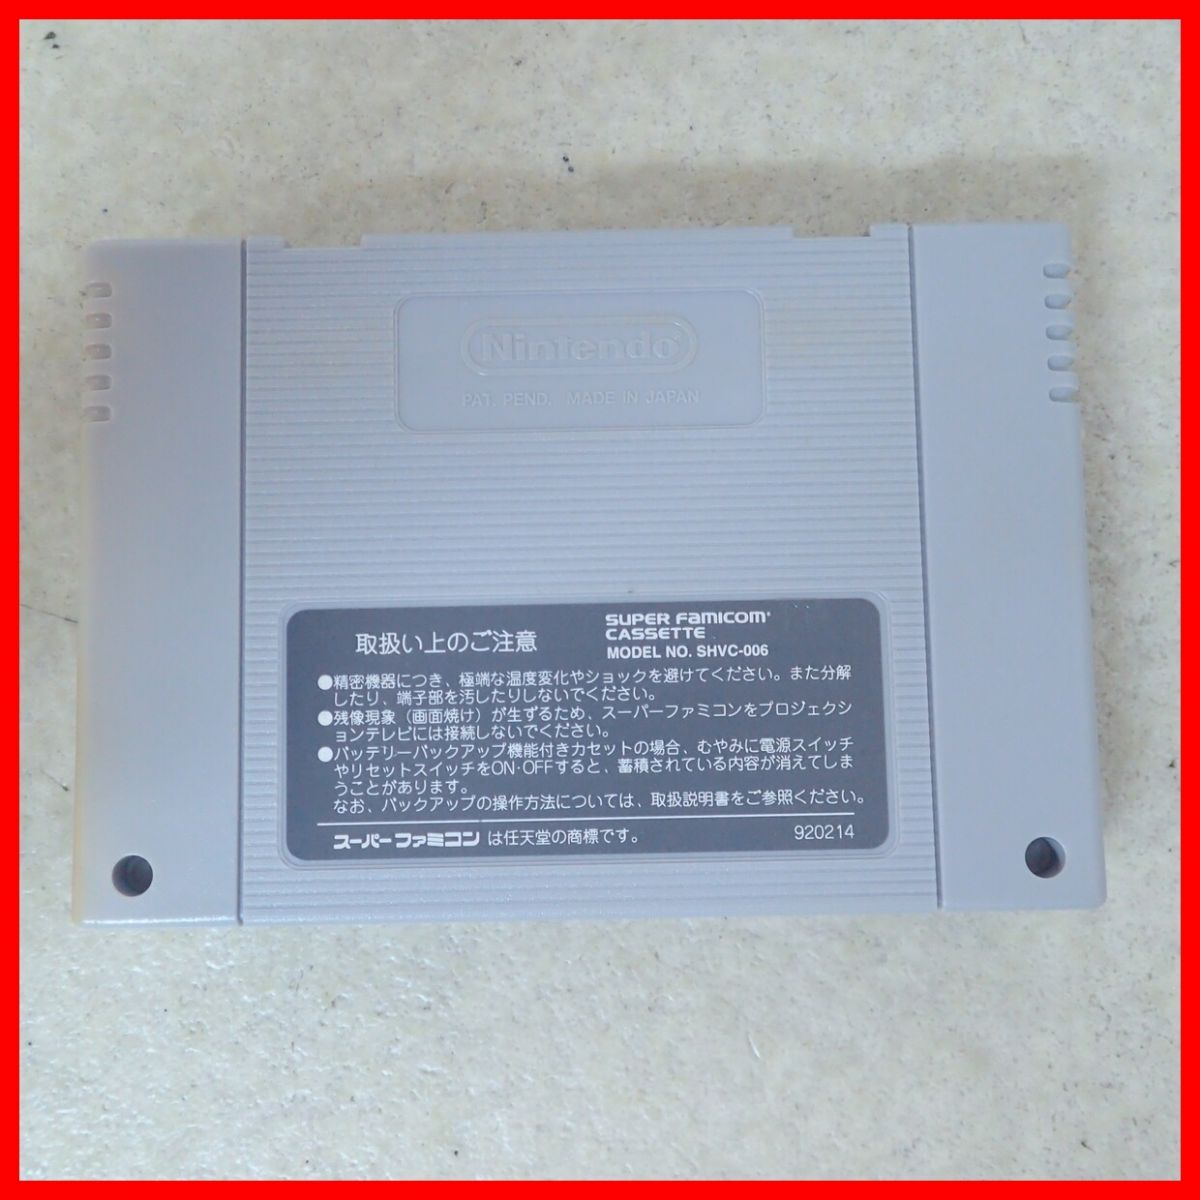 Nintendo
PAT. PEND. MADE IN JAPAN
取扱い上のご注意
SUPER FAMICOM
CASSETTE
MODEL NO. SHVC-006
●精密機器につき、極端な温度変化やショックを避けてください。また分解
したり、端子部を汚したりしないでください。
●残像現象（画面焼け）が生ずるため、スーパーファミコンをプロジェクシ
ョンテレビには接続しないでください。
●バッテリーバックアップ機能付きカセットの場合、むやみに電源スイッチ
やリセットスイッチをON・OFFすると、蓄積されている内容が消えてしま
うことがあります。
なお、バックアップの操作方法については、取扱説明書をご参照ください。
スーパーファミコンは任天堂の商標です。 920214